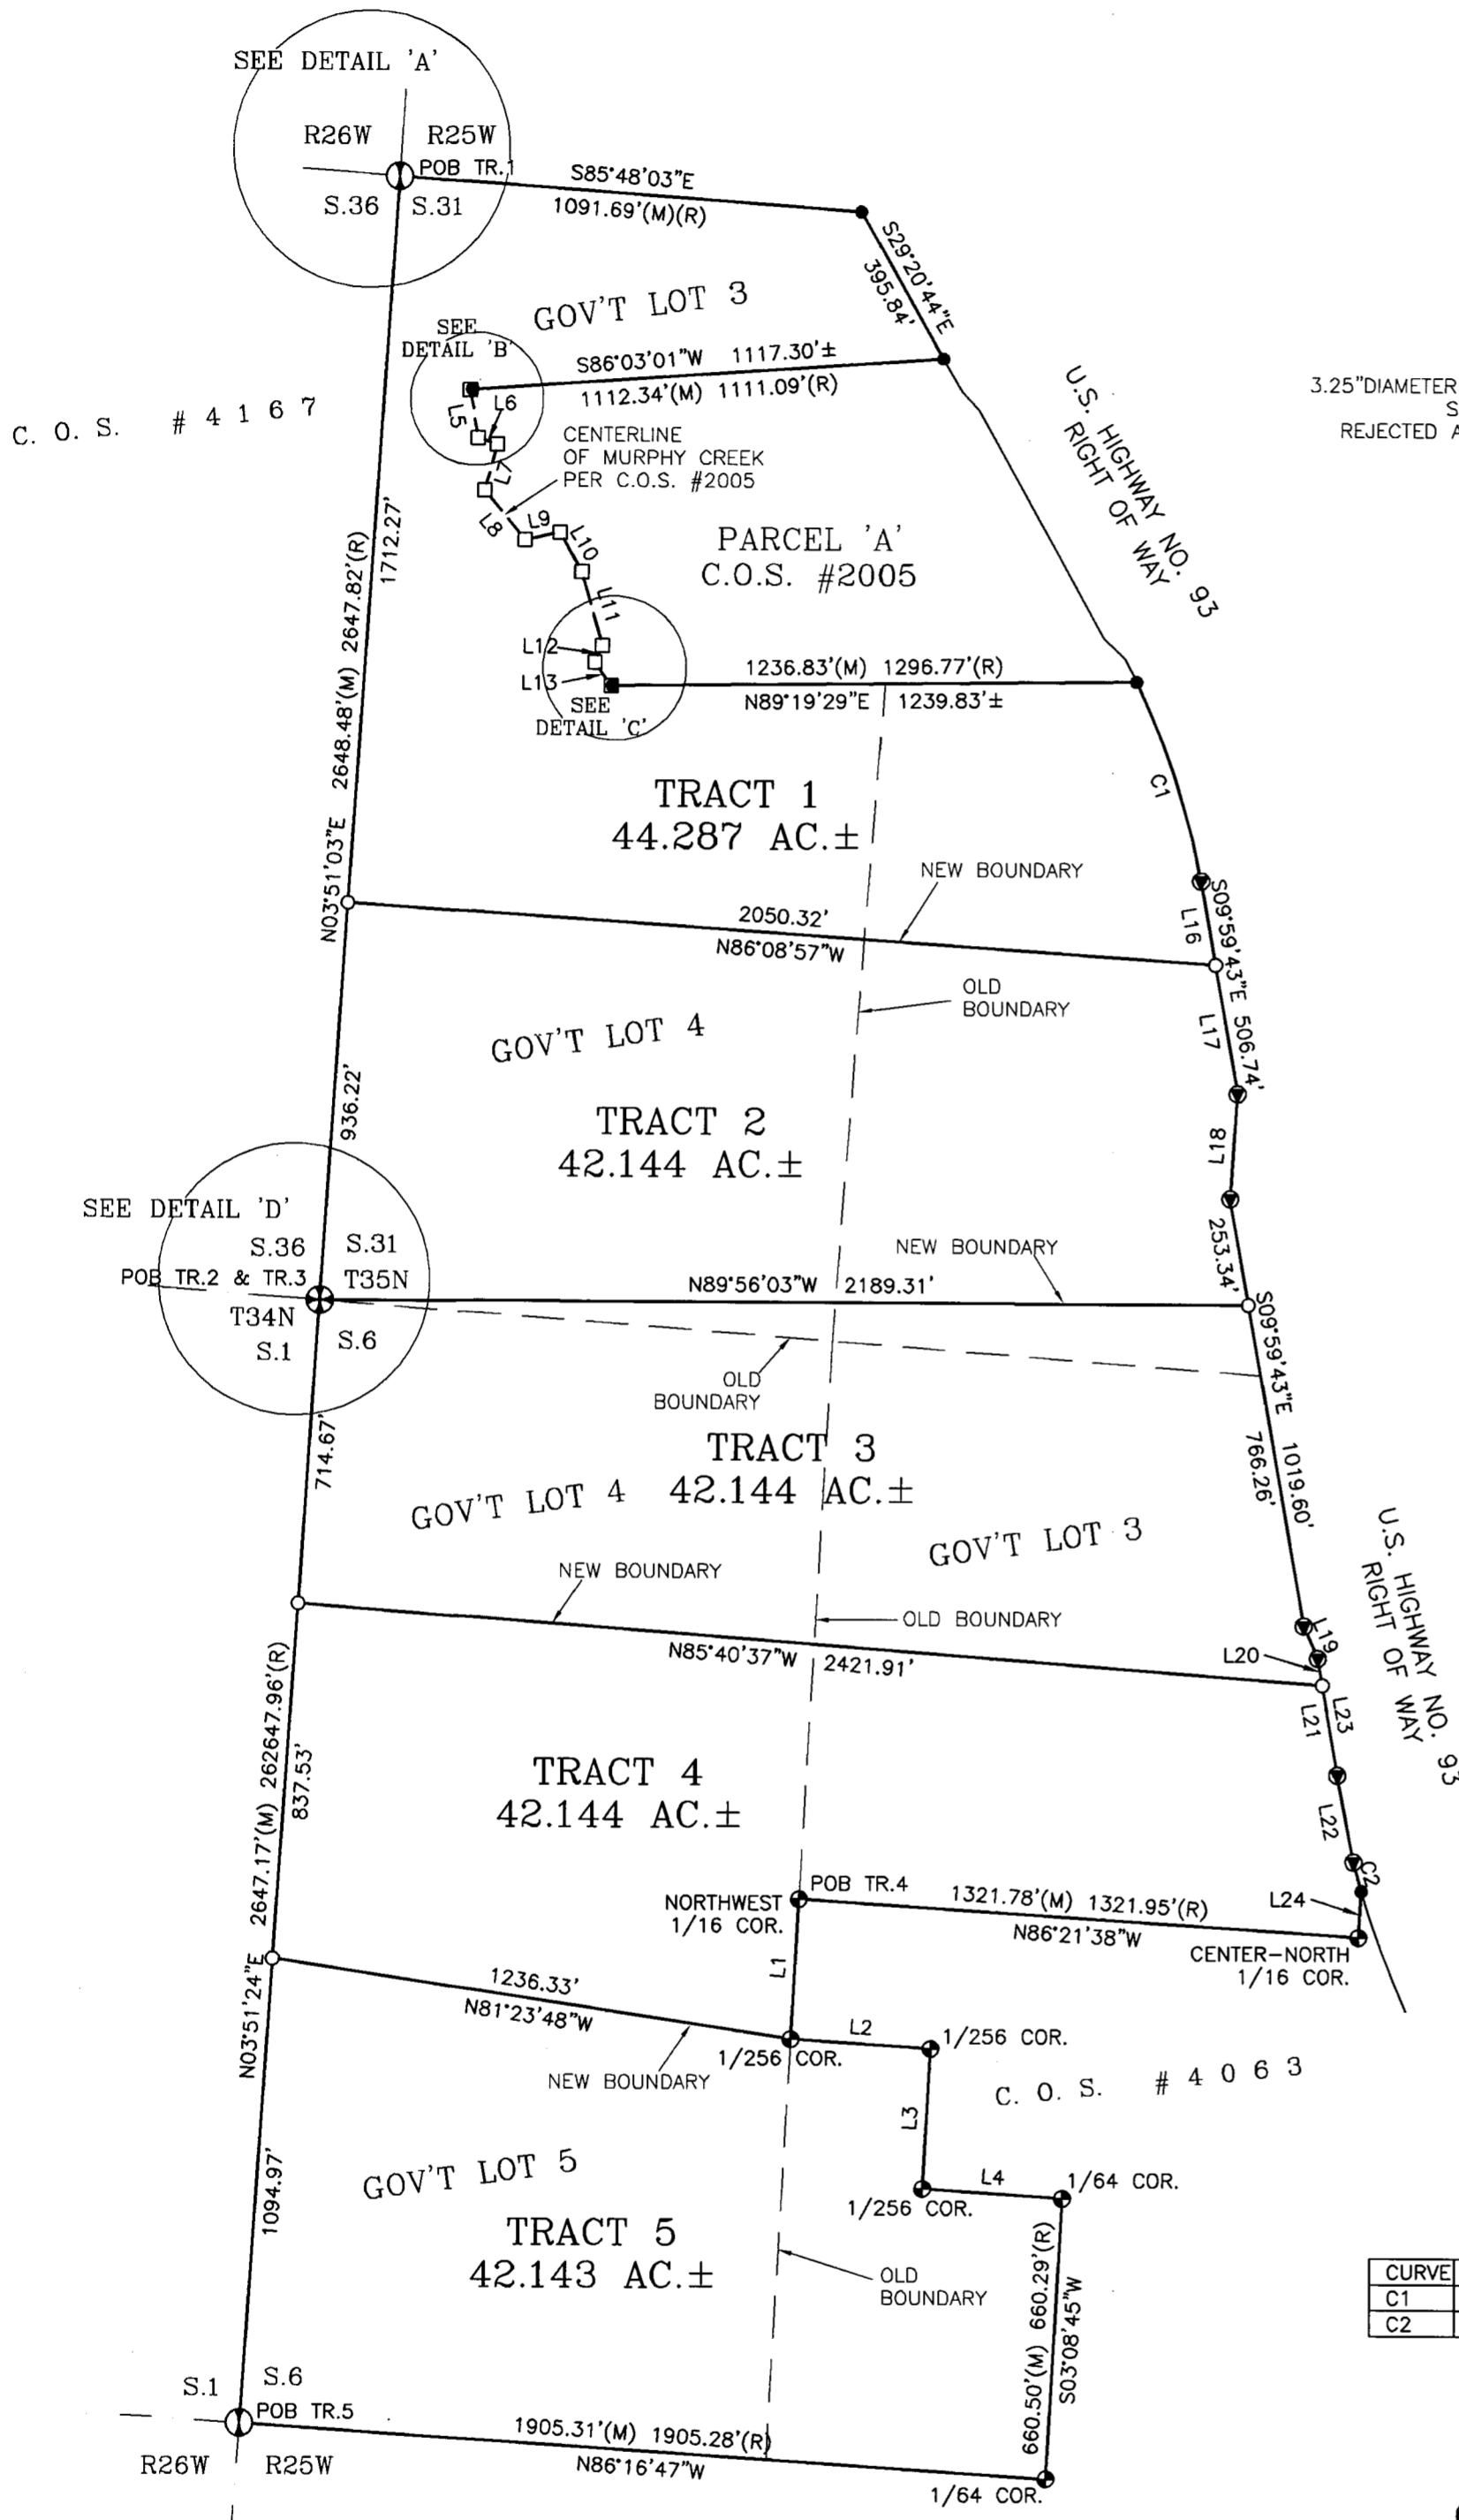 SEE DETAIL 'A'
R26W R25W
POB TR.1
S.36 S.31
S85°48'03"E
1091.69'(M)(R)
S29°20'44"E
395.84'
GOV'T LOT 3
SEE
DETAIL 'B'
S86°03'01"W 1117.30'±
1112.34'(M) 1111.09'(R)
C. O. S. # 4 1 6 7
L5
L6
L7
L8
L9
L10
L11
L12
L13
CENTERLINE
OF MURPHY CREEK
PER C.O.S. #2005
U.S. HIGHWAY NO. 93
RIGHT OF WAY
3.25"DIAMETER
S
REJECTED A
PARCEL 'A'
C.O.S. #2005
1712.27'
N03°51'03"E 2648.48'(M) 2647.82'(R)
1236.83'(M) 1296.77'(R)
N89°19'29"E 1239.83'±
SEE
DETAIL 'C'
C1
TRACT 1
44.287 AC.±
NEW BOUNDARY
2050.32'
N86°08'57"W
L16
S09°59'43"E 506.74'
OLD
BOUNDARY
L17
GOV'T LOT 4
936.22'
TRACT 2
42.144 AC.±
L18
SEE DETAIL 'D'
S.36 S.31
POB TR.2 & TR.3 T35N
T34N
S.1 S.6
NEW BOUNDARY
253.34'
N89°56'03"W 2189.31'
OLD
BOUNDARY
S09°59'43"E 1019.60'
766.26'
714.67'
TRACT 3
42.144 AC.±
GOV'T LOT 4
GOV'T LOT 3
NEW BOUNDARY
OLD BOUNDARY
N85°40'37"W 2421.91'
L19
L20
L21
L23
U.S. HIGHWAY NO. 93
RIGHT OF WAY
N03°51'24"E 2647.17'(M) 262647.96'(R)
837.53'
TRACT 4
42.144 AC.±
L22
C2
POB TR.4
NORTHWEST
1/16 COR.
1321.78'(M) 1321.95'(R)
N86°21'38"W
L24
CENTER-NORTH
1/16 COR.
L1
1236.33'
N81°23'48"W
L2
1/256 COR.
1/256 COR.
NEW BOUNDARY
C. O. S. # 4 0 6 3
L3
1094.97'
GOV'T LOT 5
L4
1/64 COR.
1/256 COR.
TRACT 5
42.143 AC.±
OLD
BOUNDARY
660.50'(M) 660.29'(R)
S03°08'45"W
CURVE
C1
C2
S.1 S.6
POB TR.5
R26W R25W
1905.31'(M) 1905.28'(R)
N86°16'47"W
1/64 COR.